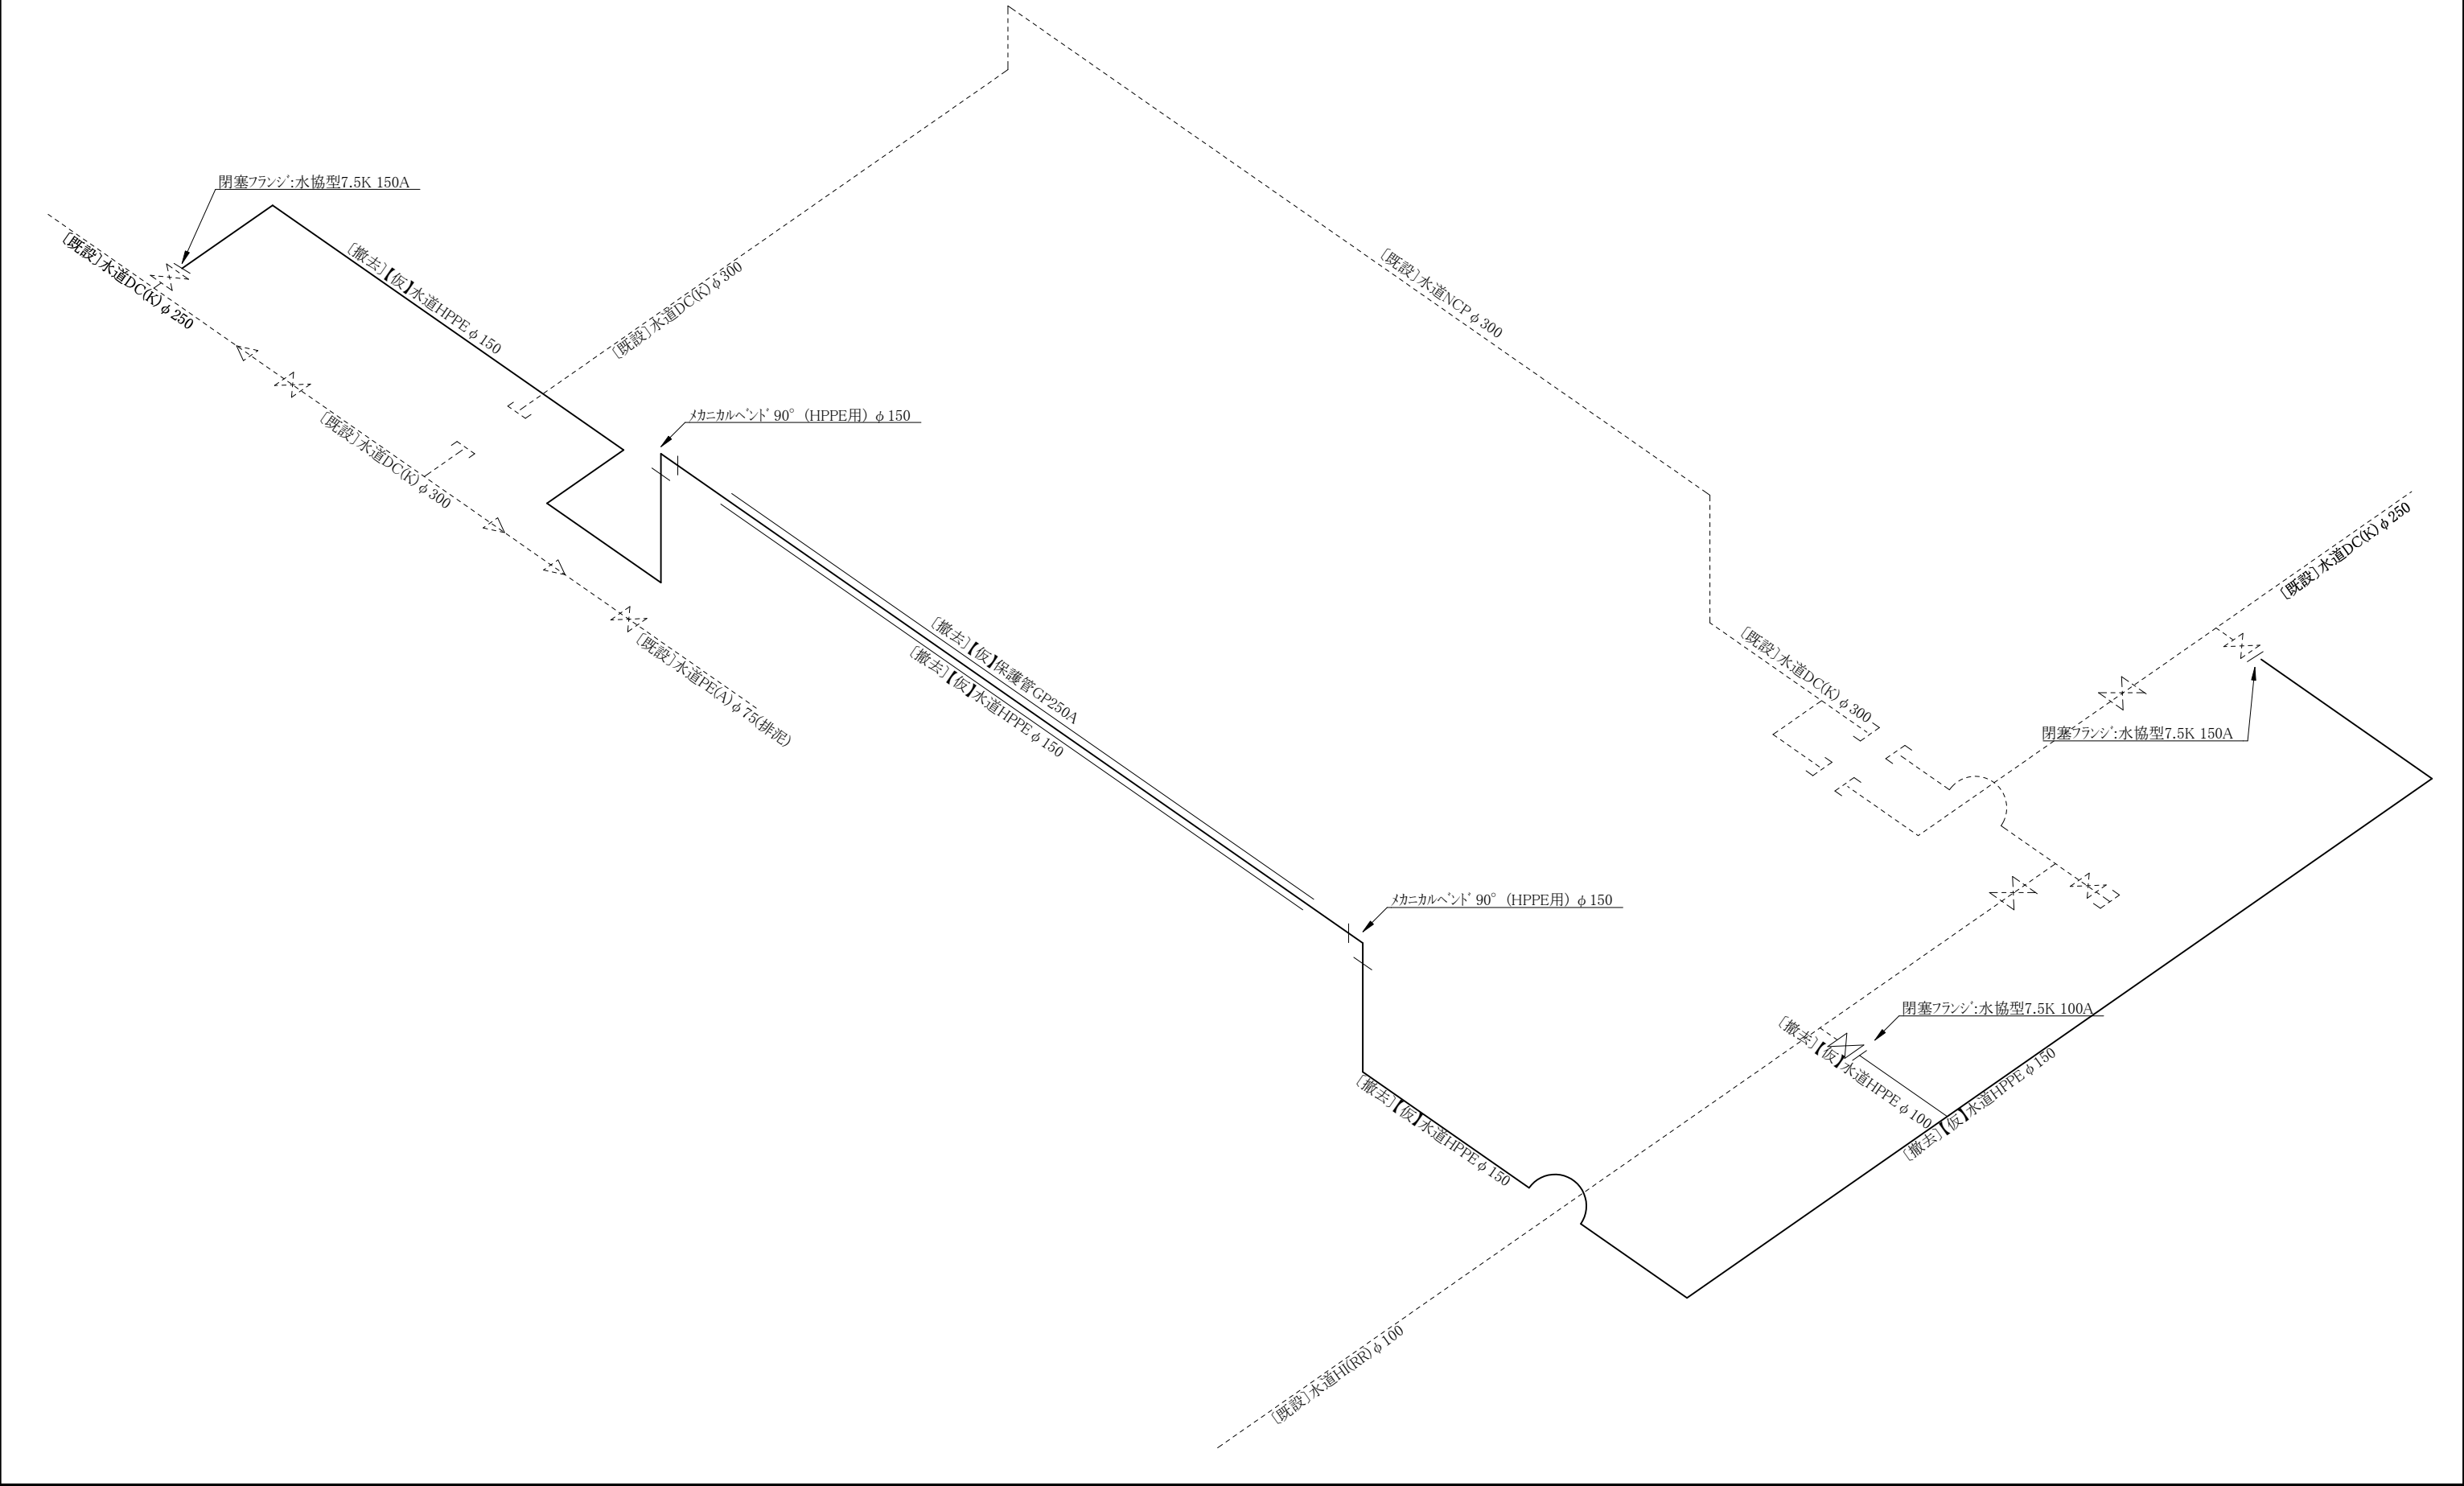 閉塞ﾌﾗﾝｼﾞ:水協型7.5K 150A
〔既設〕水道DC(K)φ250
〔撤去〕【仮】水道HPPEφ150
〔既設〕水道DC(K)φ300
〔既設〕水道NCPφ300
ﾒｶﾆｶﾙﾍﾞﾝﾄﾞ90°(HPPE用)φ150
〔既設〕水道DC(K)φ300
〔既設〕水道DC(K)φ250
〔撤去〕【仮】保護管GP250A
〔撤去〕【仮】水道HPPEφ150
〔既設〕水道PE(A)φ75(排泥)
〔既設〕水道DC(K)φ300
閉塞ﾌﾗﾝｼﾞ:水協型7.5K 150A
ﾒｶﾆｶﾙﾍﾞﾝﾄﾞ90°(HPPE用)φ150
閉塞ﾌﾗﾝｼﾞ:水協型7.5K 100A
〔撤去〕【仮】水道HPPEφ100
〔撤去〕【仮】水道HPPEφ150
〔撤去〕【仮】水道HPPEφ150
〔既設〕水道HI(RR)φ100